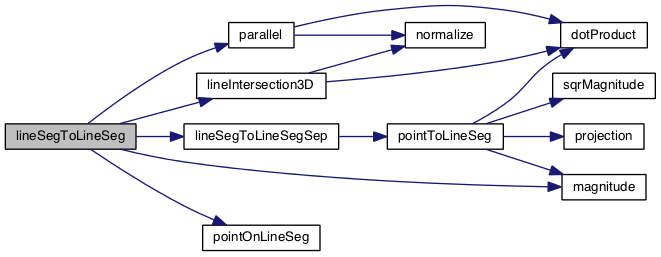 parallel
normalize
dotProduct
lineIntersection3D
sqrMagnitude
lineSegToLineSeg
lineSegToLineSegSep
pointToLineSeg
projection
magnitude
pointOnLineSeg